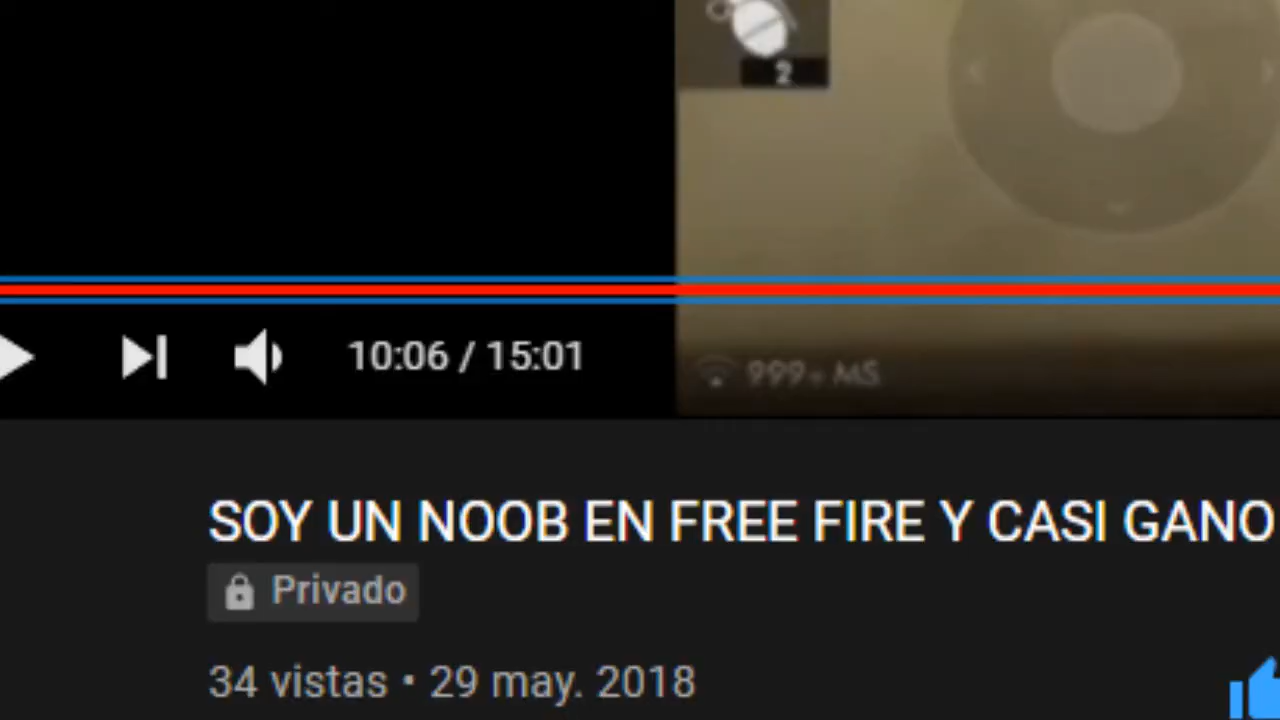 2
10:06 / 15:01
999+ MS
SOY UN NOOB EN FREE FIRE Y CASI GANO
Privado
34 vistas • 29 may. 2018